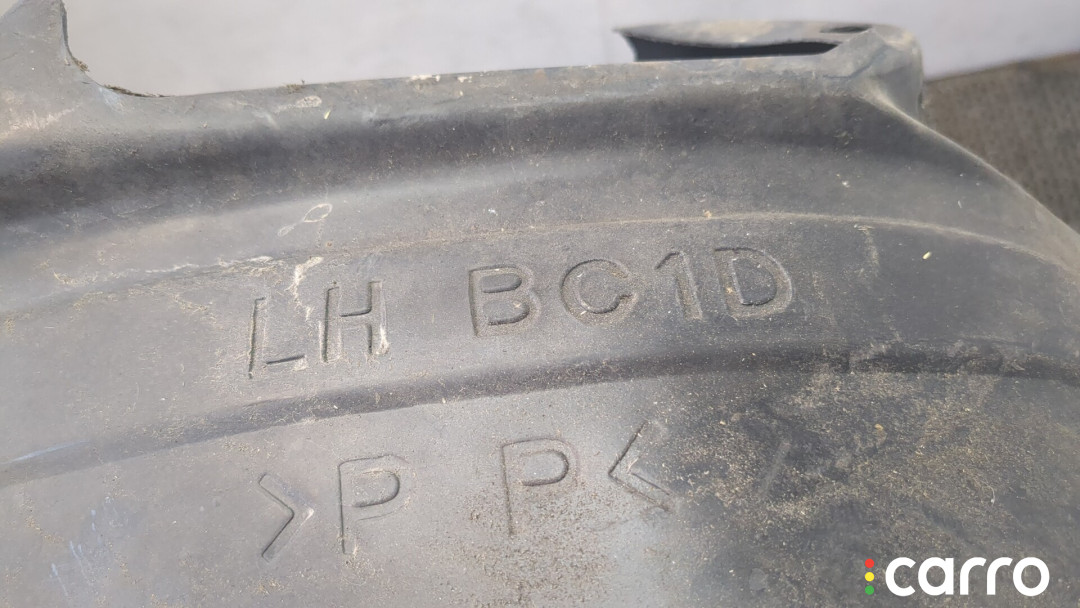 LH BC1D
>P P<
carro